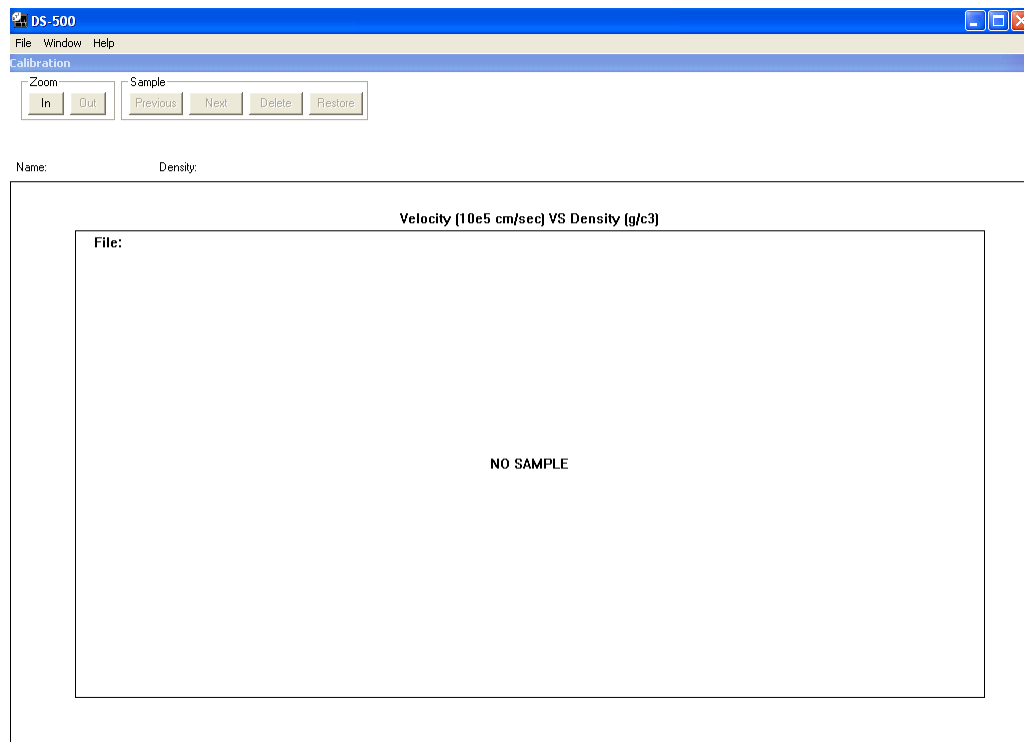 DS-500
File Window Help
Calibration
Zoom Sample
In Out Previous Next Delete Restore
Name: Density:
Velocity (10e5 cm/sec) VS Density (g/c3)
File:
NO SAMPLE